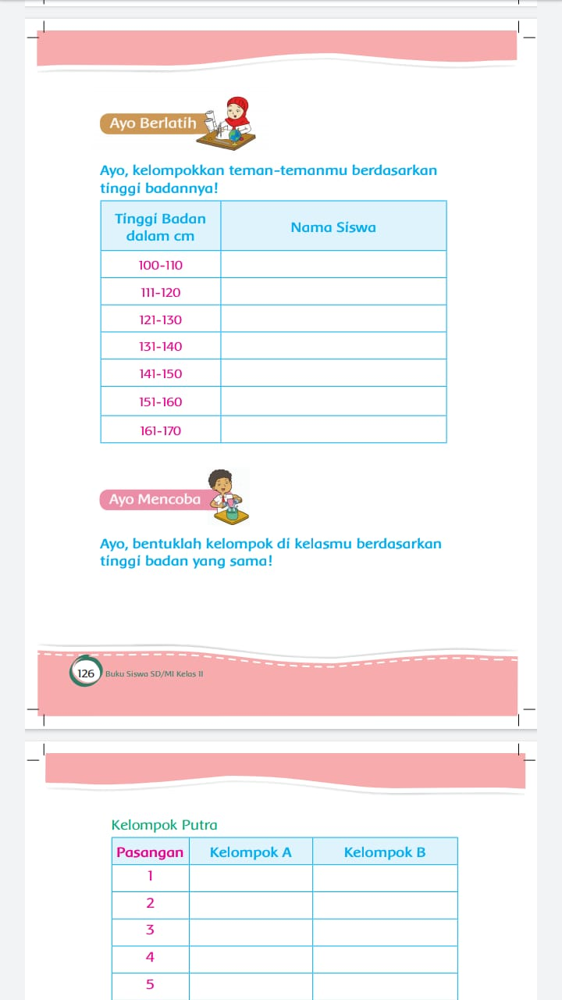 Ayo Berlatih
Ayo, kelompokkan teman-temanmu berdasarkan
tinggi badannya!
Tinggi Badan
dalam cm
Nama Siswa
100-110
111-120
121-130
131-140
141-150
151-160
161-170
Ayo Mencoba
Ayo, bentuklah kelompok di kelasmu berdasarkan
tinggi badan yang sama!
126 Buku Siswa SD/MI Kelas II
Kelompok Putra
Pasangan Kelompok A Kelompok B
1
2
3
4
5